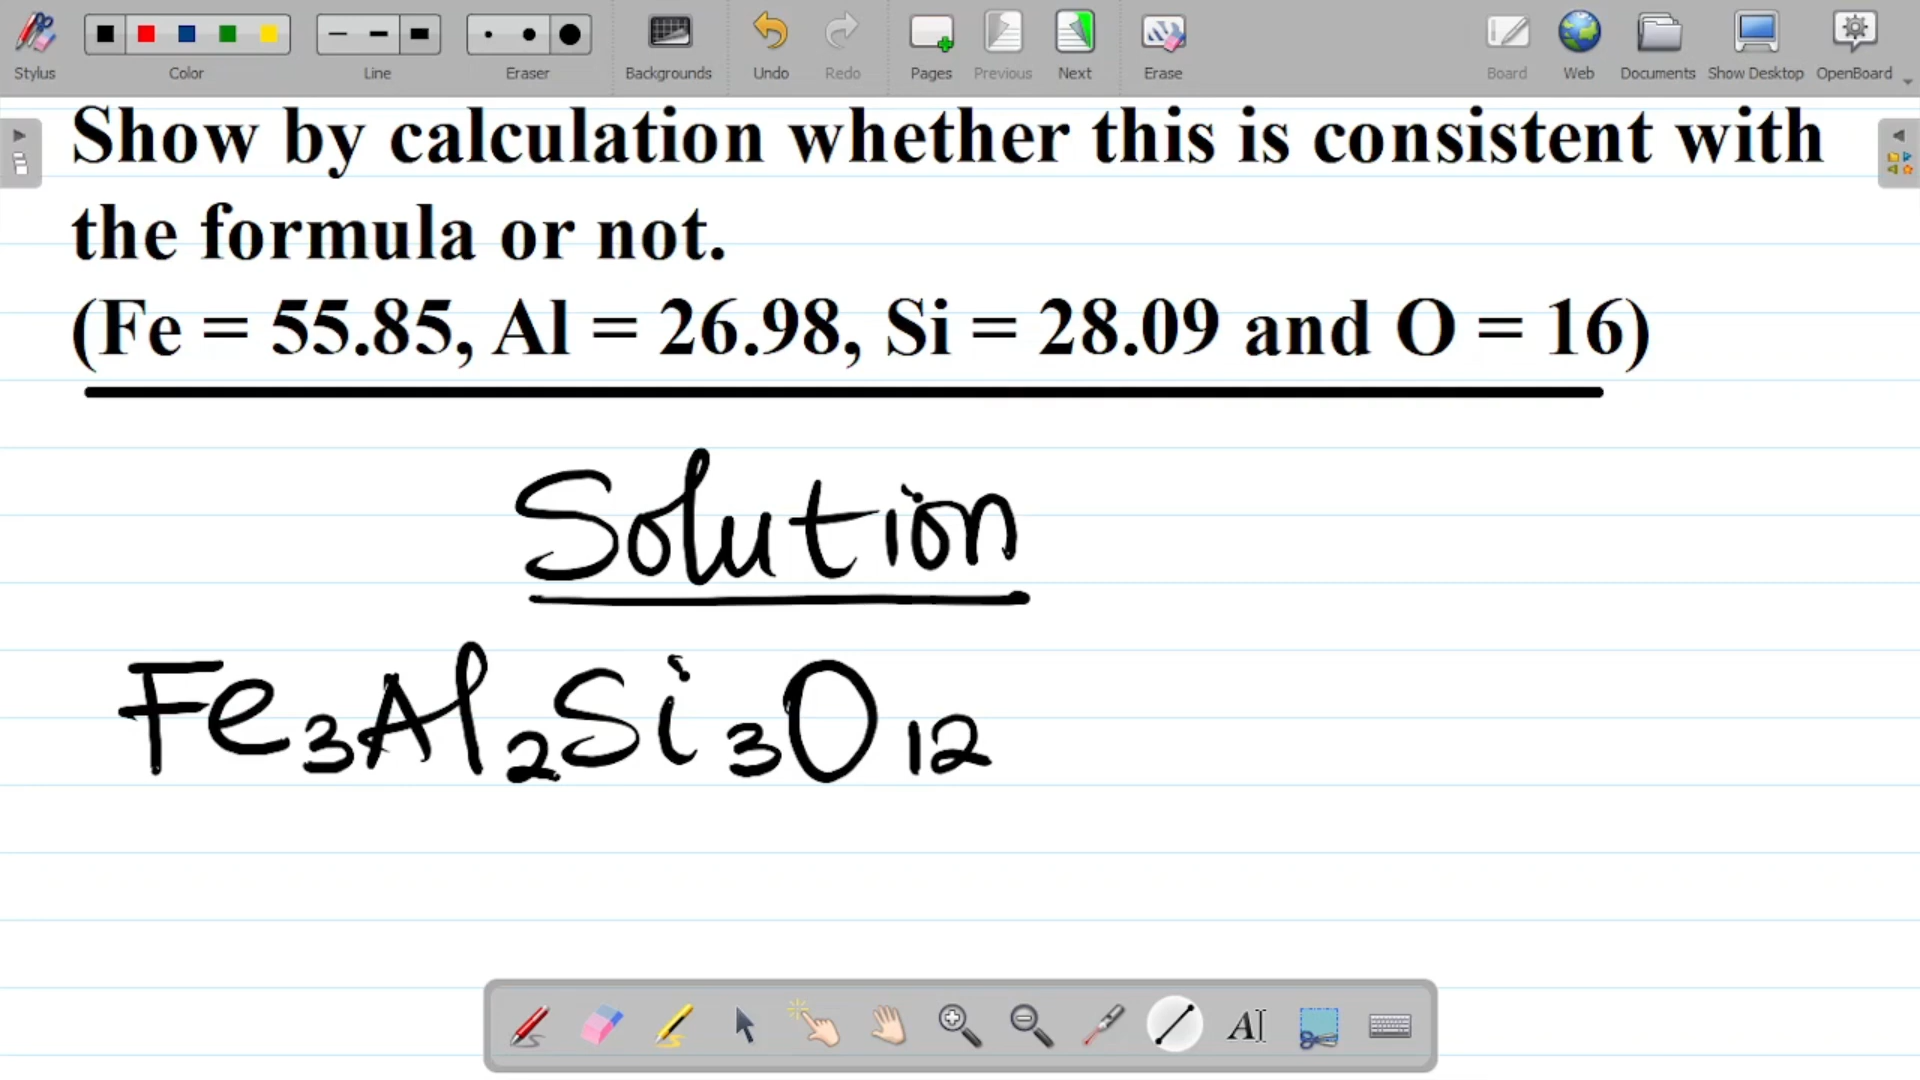 Stylus Color Line Eraser Backgrounds Undo Redo Pages Previous Next Erase Board Web Documents Show Desktop OpenBoard
Show by calculation whether this is consistent with
the formula or not.
(Fe = 55.85, Al = 26.98, Si = 28.09 and O = 16)
Solution
Fe₃Al₂Si₃O₁₂
AI